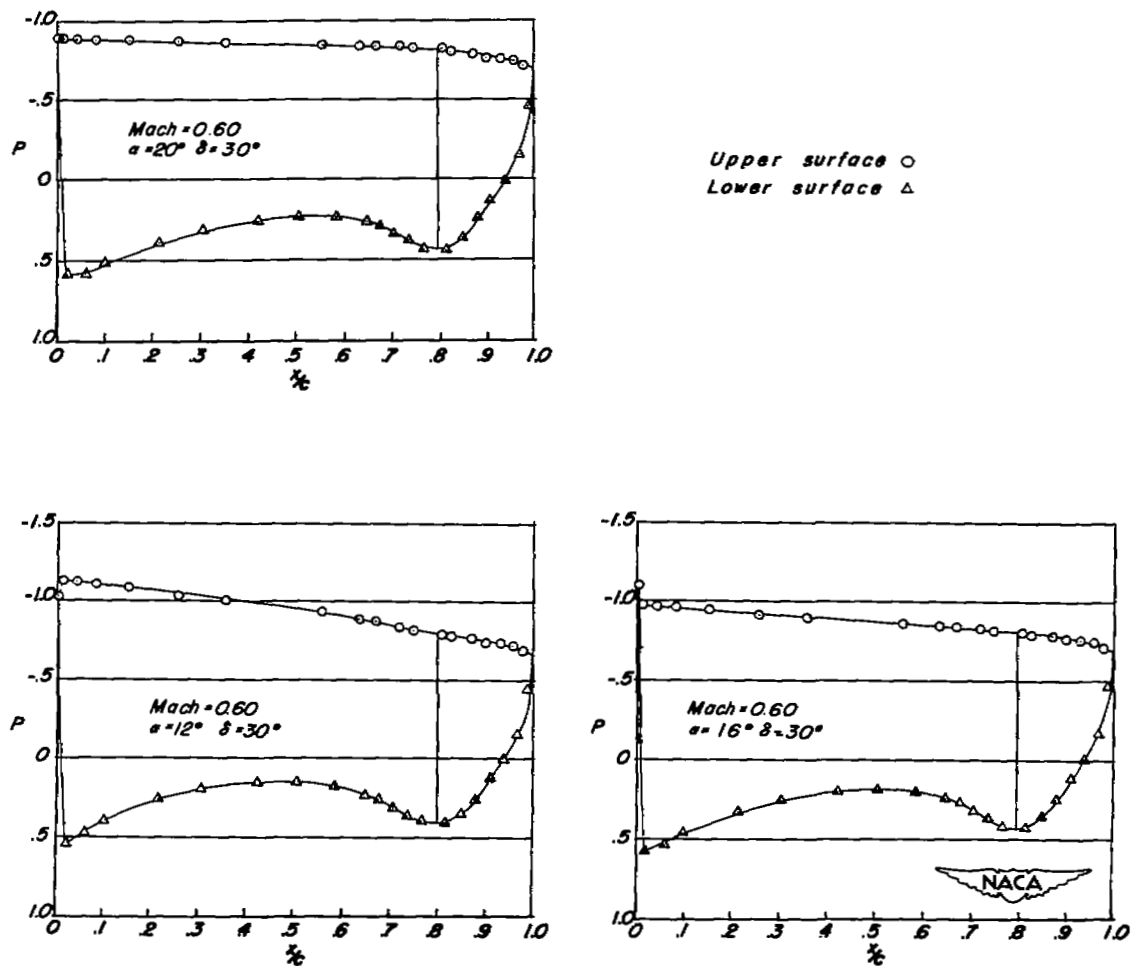 -1.0
-.5
P
Mach=0.60
α=20° δ=30°
0
.5
1.0
0 .1 .2 .3 .4 .5 .6 .7 .8 .9 1.0
x/c
Upper surface ○
Lower surface △
-1.5
-1.0
-.5
P
Mach=0.60
α=12° δ=30°
0
.5
1.0
0 .1 .2 .3 .4 .5 .6 .7 .8 .9 1.0
x/c
-1.5
-1.0
-.5
P
Mach=0.60
α=16° δ=30°
0
.5
1.0
0 .1 .2 .3 .4 .5 .6 .7 .8 .9 1.0
x/c
NACA